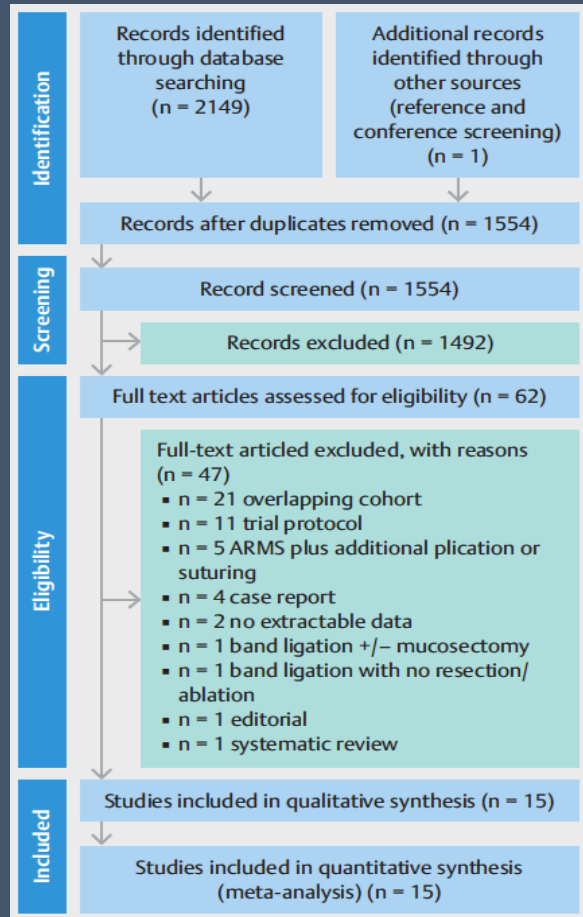 Identification
Records identified
through database
searching
(n = 2149)
Additional records
identified through
other sources
(reference and
conference screening)
(n = 1)
Records after duplicates removed (n = 1554)
Screening
Record screened (n = 1554)
Records excluded (n = 1492)
Eligibility
Full text articles assessed for eligibility (n = 62)
Full-text articled excluded, with reasons
(n = 47)
▪ n = 21 overlapping cohort
▪ n = 11 trial protocol
▪ n = 5 ARMS plus additional plication or
suturing
▪ n = 4 case report
▪ n = 2 no extractable data
▪ n = 1 band ligation +/− mucosectomy
▪ n = 1 band ligation with no resection/
ablation
▪ n = 1 editorial
▪ n = 1 systematic review
Included
Studies included in qualitative synthesis (n = 15)
Studies included in quantitative synthesis
(meta-analysis) (n = 15)